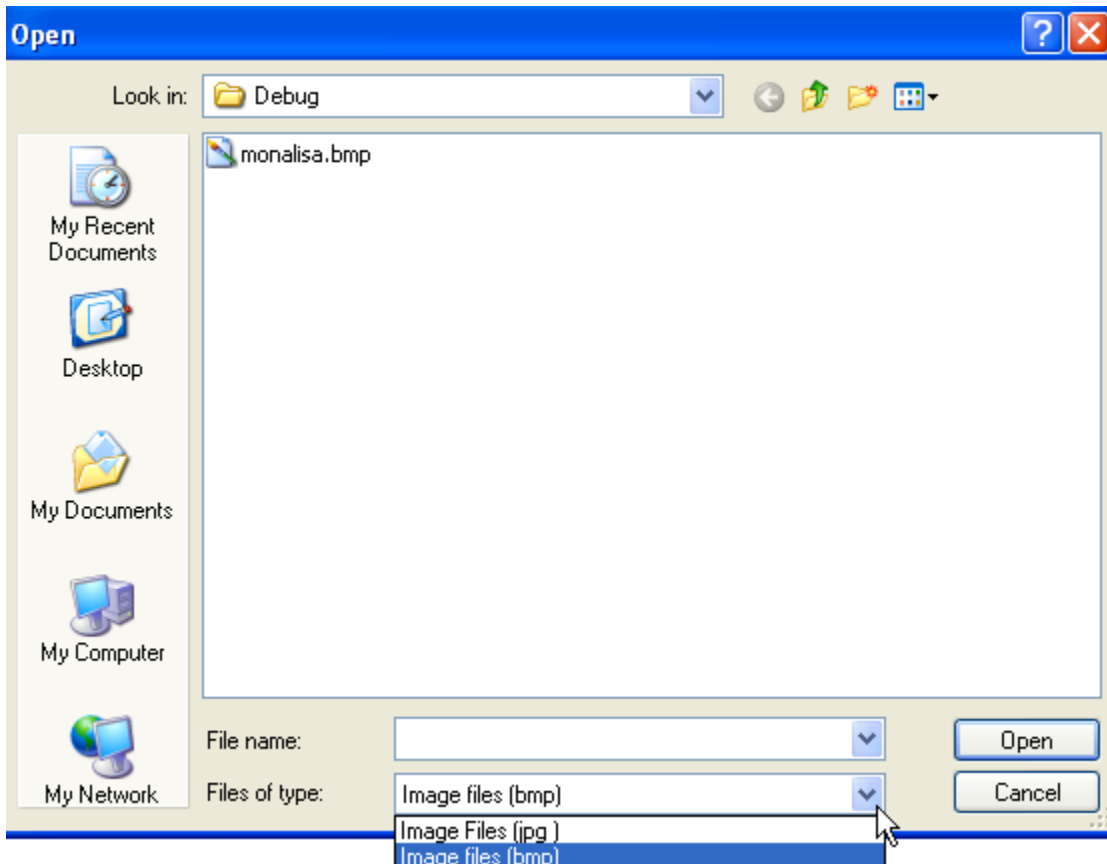 Open
Look in: Debug
monalisa.bmp
My Recent
Documents
Desktop
My Documents
My Computer
My Network
File name:
Open
Files of type: Image files (bmp)
Cancel
Image Files (jpg )
Image files (bmp)